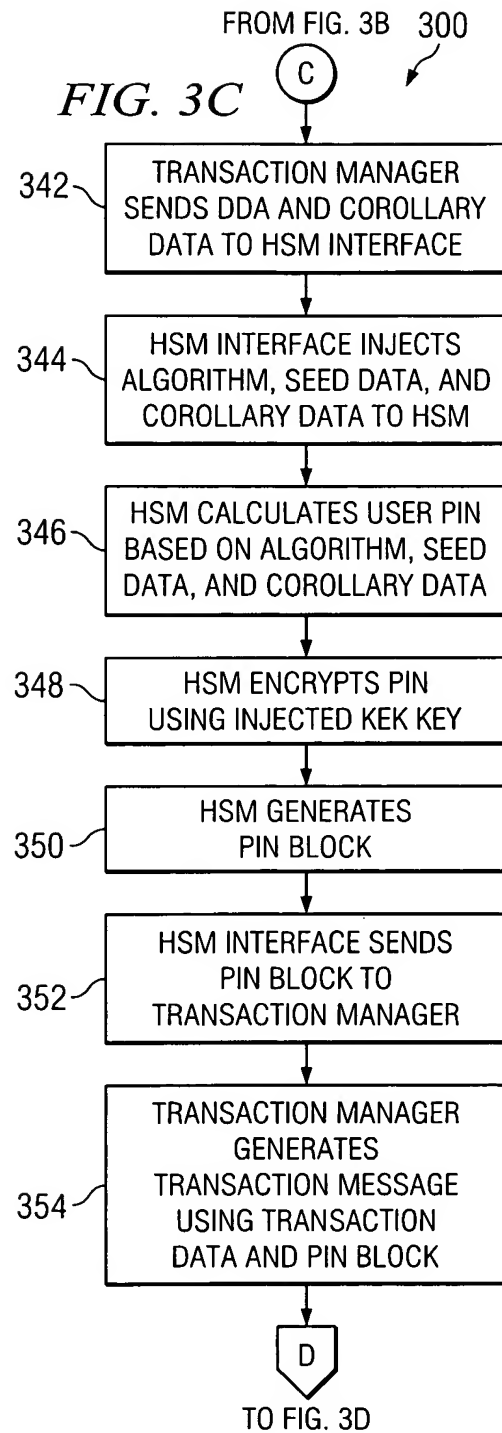 FROM FIG. 3B
300
C
FIG. 3C
342
TRANSACTION MANAGER
SENDS DDA AND COROLLARY
DATA TO HSM INTERFACE
344
HSM INTERFACE INJECTS
ALGORITHM, SEED DATA, AND
COROLLARY DATA TO HSM
346
HSM CALCULATES USER PIN
BASED ON ALGORITHM, SEED
DATA, AND COROLLARY DATA
348
HSM ENCRYPTS PIN
USING INJECTED KEK KEY
350
HSM GENERATES
PIN BLOCK
352
HSM INTERFACE SENDS
PIN BLOCK TO
TRANSACTION MANAGER
354
TRANSACTION MANAGER
GENERATES
TRANSACTION MESSAGE
USING TRANSACTION
DATA AND PIN BLOCK
D
TO FIG. 3D